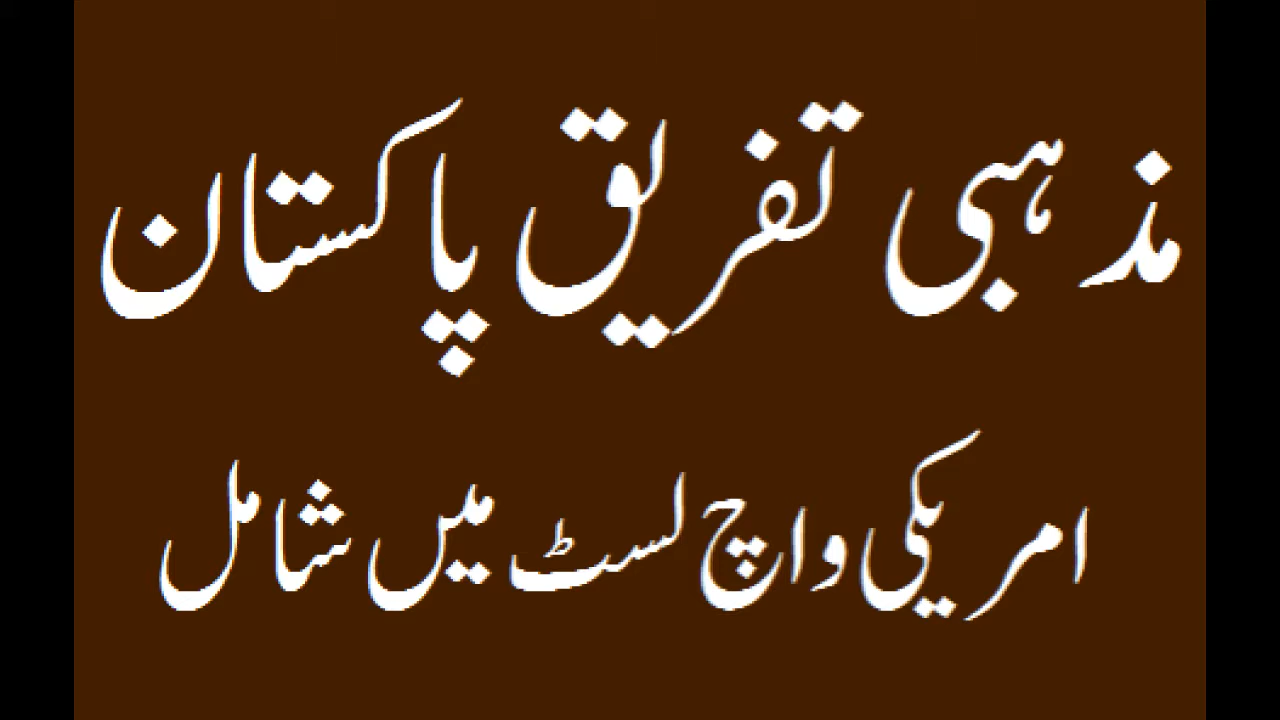 مذہبی تفریق پاکستان
امریکی واچ لسٹ میں شامل